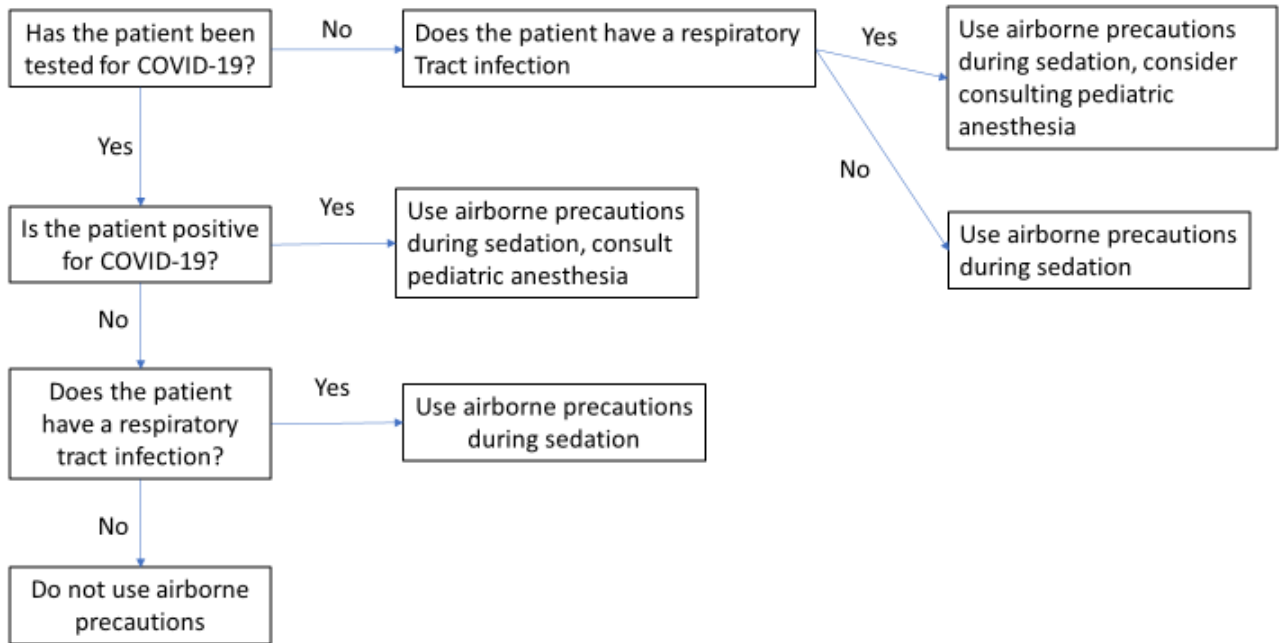 Has the patient been
tested for COVID-19?
No
Does the patient have a respiratory
Tract infection
Yes
Use airborne precautions
during sedation, consider
consulting pediatric
anesthesia
No
Use airborne precautions
during sedation
Yes
Is the patient positive
for COVID-19?
Yes
Use airborne precautions
during sedation, consult
pediatric anesthesia
No
Does the patient
have a respiratory
tract infection?
Yes
Use airborne precautions
during sedation
No
Do not use airborne
precautions